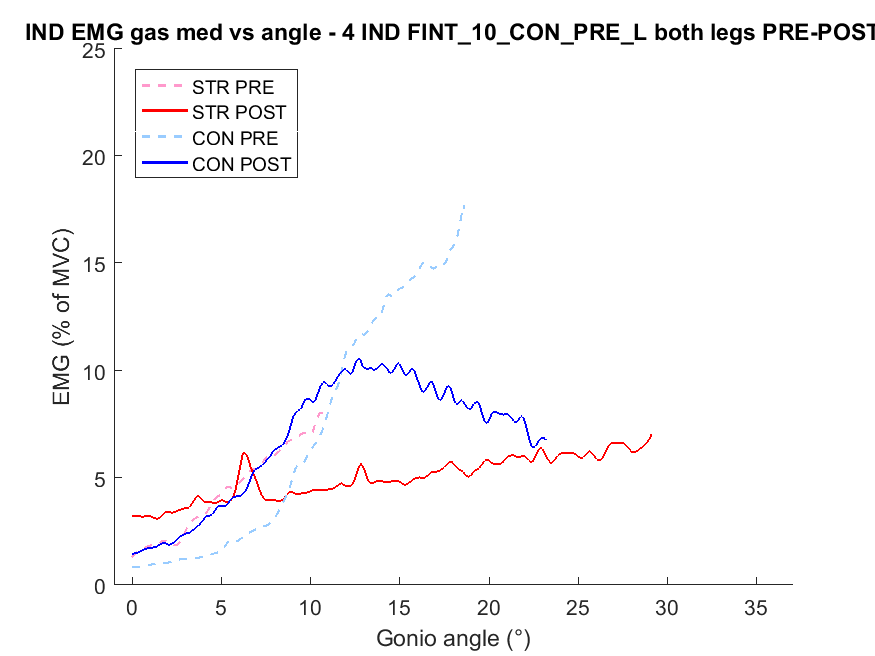 IND EMG gas med vs angle - 4 IND FINT_10_CON_PRE_L both legs PRE-POST
25
20
15
10
5
0
EMG (% of MVC)
STR PRE
STR POST
CON PRE
CON POST
0 5 10 15 20 25 30 35
Gonio angle (°)